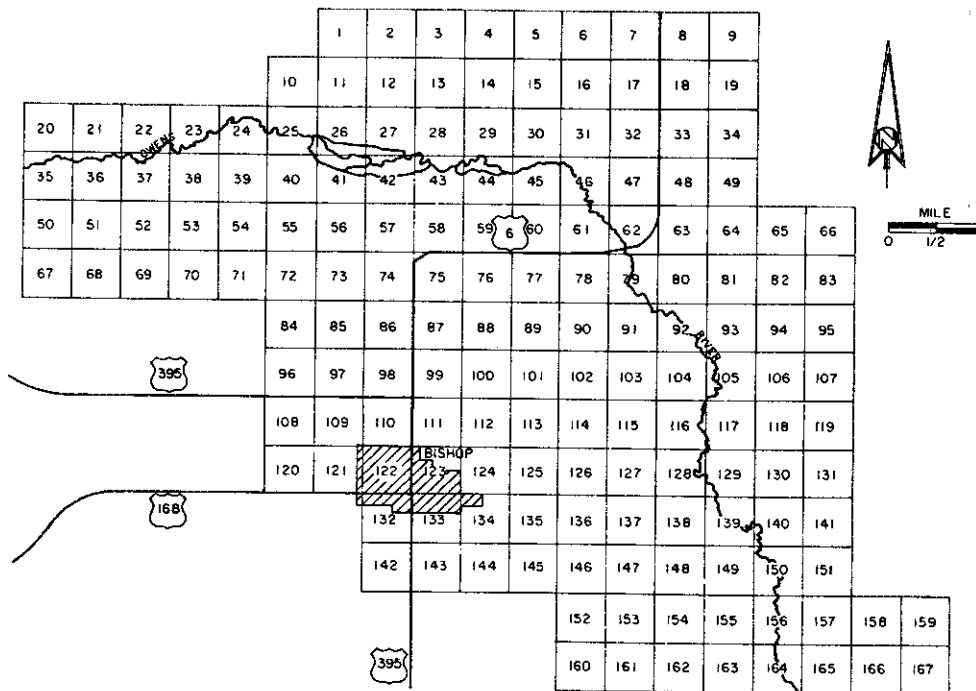 1 2 3 4 5 6 7 8 9
10 11 12 13 14 15 16 17 18 19
20 21 22 23 24 25 26 27 28 29 30 31 32 33 34
OWENS
35 36 37 38 39 40 41 42 43 44 45 46 47 48 49
MILE
0 1/2
50 51 52 53 54 55 56 57 58 59 6 60 61 62 63 64 65 66
67 68 69 70 71 72 73 74 75 76 77 78 79 80 81 82 83
84 85 86 87 88 89 90 91 92 93 94 95
RIVER
395
96 97 98 99 100 101 102 103 104 105 106 107
108 109 110 111 112 113 114 115 116 117 118 119
BISHOP
120 121 122 123 124 125 126 127 128 129 130 131
168
132 133 134 135 136 137 138 139 140 141
142 143 144 145 146 147 148 149 150 151
152 153 154 155 156 157 158 159
395
160 161 162 163 164 165 166 167